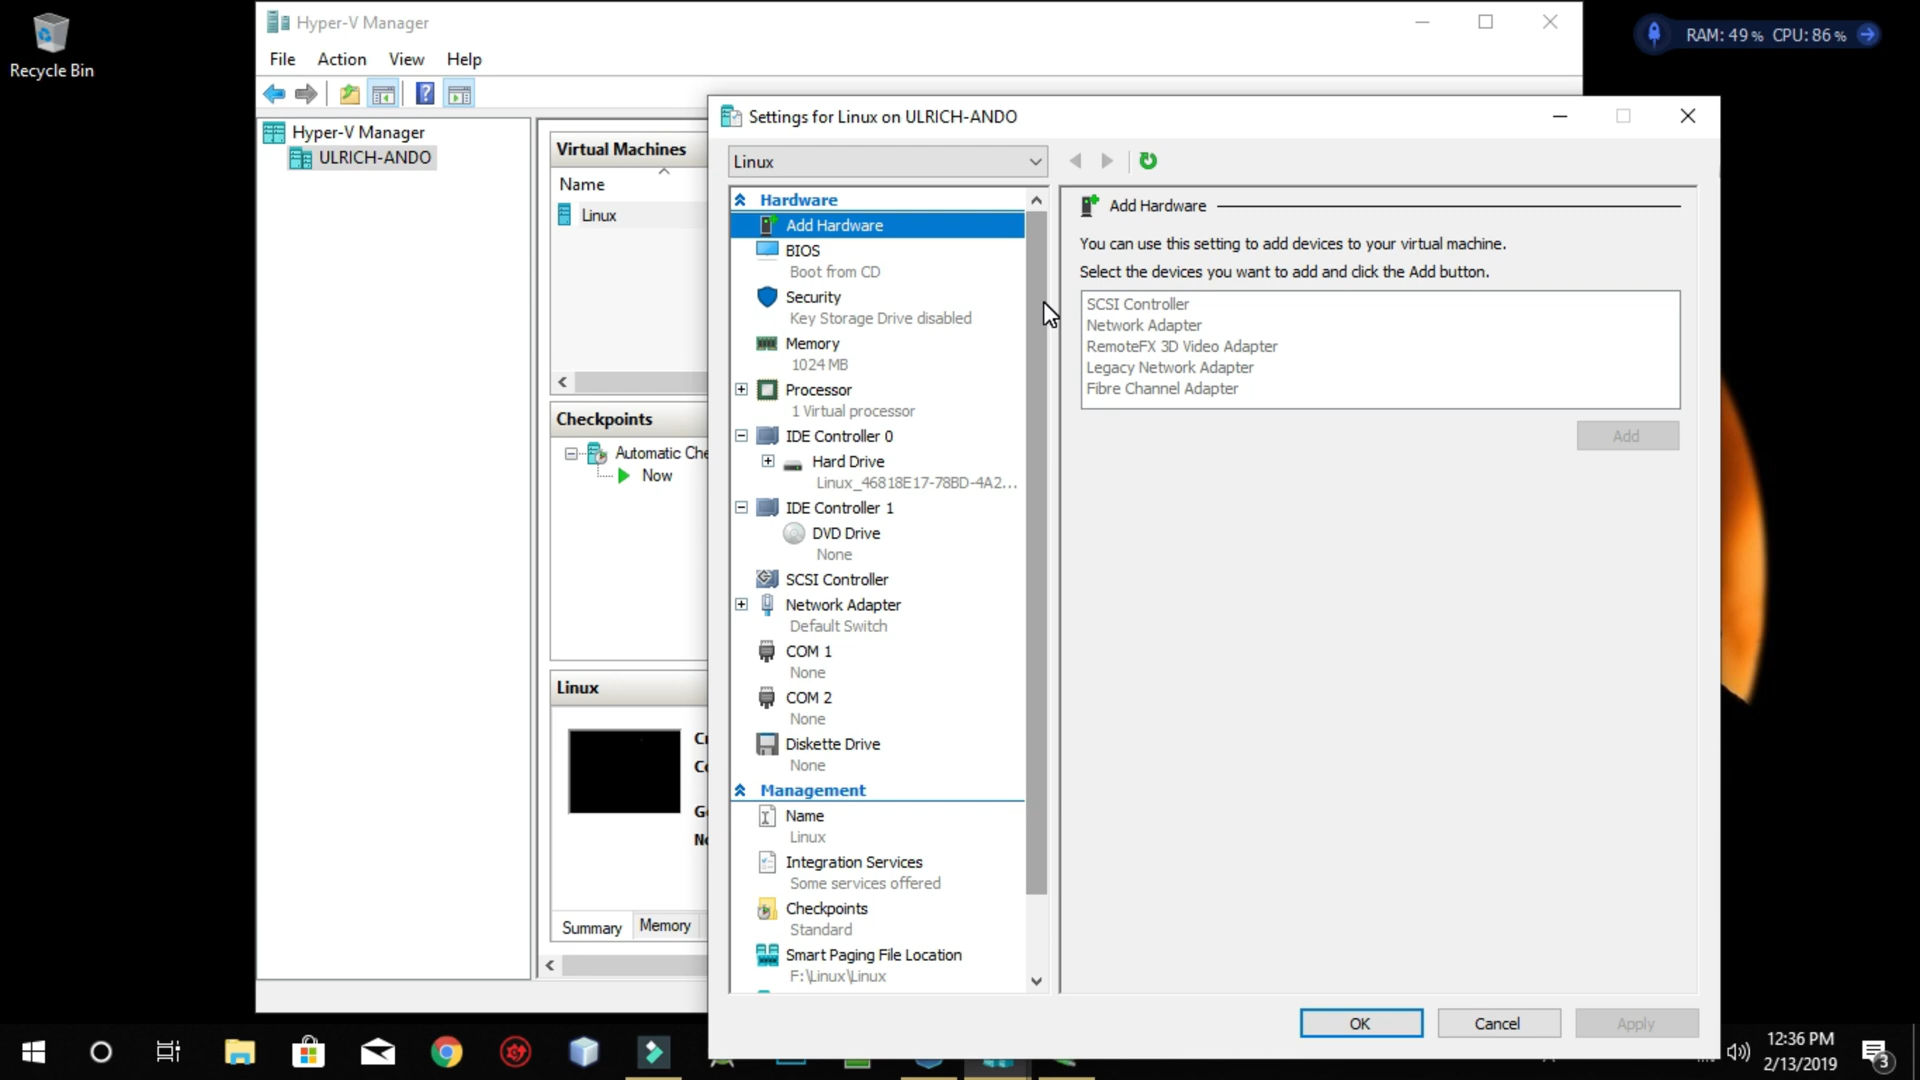 Recycle Bin
Hyper-V Manager
File Action View Help
Hyper-V Manager
ULRICH-ANDO
Virtual Machines
Name
Linux
Checkpoints
Automatic Che
Now
Linux
Summary Memory
RAM: 49 % CPU: 86 %
Settings for Linux on ULRICH-ANDO
Linux
Hardware
Add Hardware
BIOS
Boot from CD
Security
Key Storage Drive disabled
Memory
1024 MB
Processor
1 Virtual processor
IDE Controller 0
Hard Drive
Linux_46818E17-78BD-4A2...
IDE Controller 1
DVD Drive
None
SCSI Controller
Network Adapter
Default Switch
COM 1
None
COM 2
None
Diskette Drive
None
Management
Name
Linux
Integration Services
Some services offered
Checkpoints
Standard
Smart Paging File Location
F:\Linux\Linux
Add Hardware
You can use this setting to add devices to your virtual machine.
Select the devices you want to add and click the Add button.
SCSI Controller
Network Adapter
RemoteFX 3D Video Adapter
Legacy Network Adapter
Fibre Channel Adapter
Add
OK Cancel Apply
12:36 PM
2/13/2019
3